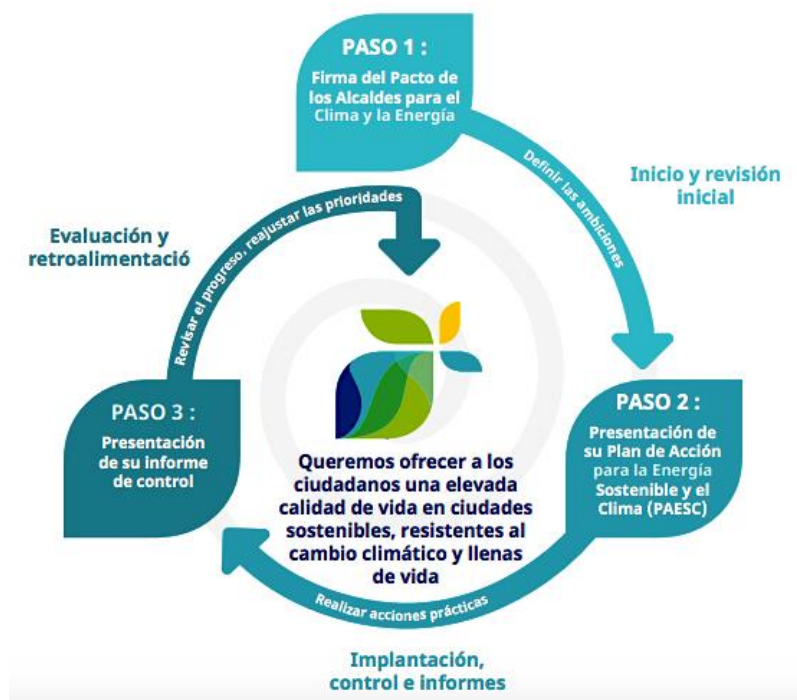 PASO 1 :
Firma del Pacto de
los Alcaldes para el
Clima y la Energía
Definir las ambiciones
Inicio y revisión
inicial
PASO 2 :
Presentación de
su Plan de Acción
para la Energía
Sostenible y el
Clima (PAESC)
Realizar acciones prácticas
Implantación,
control e informes
PASO 3 :
Presentación
de su informe
de control
Revisar el progreso, reajustar las prioridades
Evaluación y
retroalimentació
Queremos ofrecer a los
ciudadanos una elevada
calidad de vida en ciudades
sostenibles, resistentes al
cambio climático y llenas
de vida